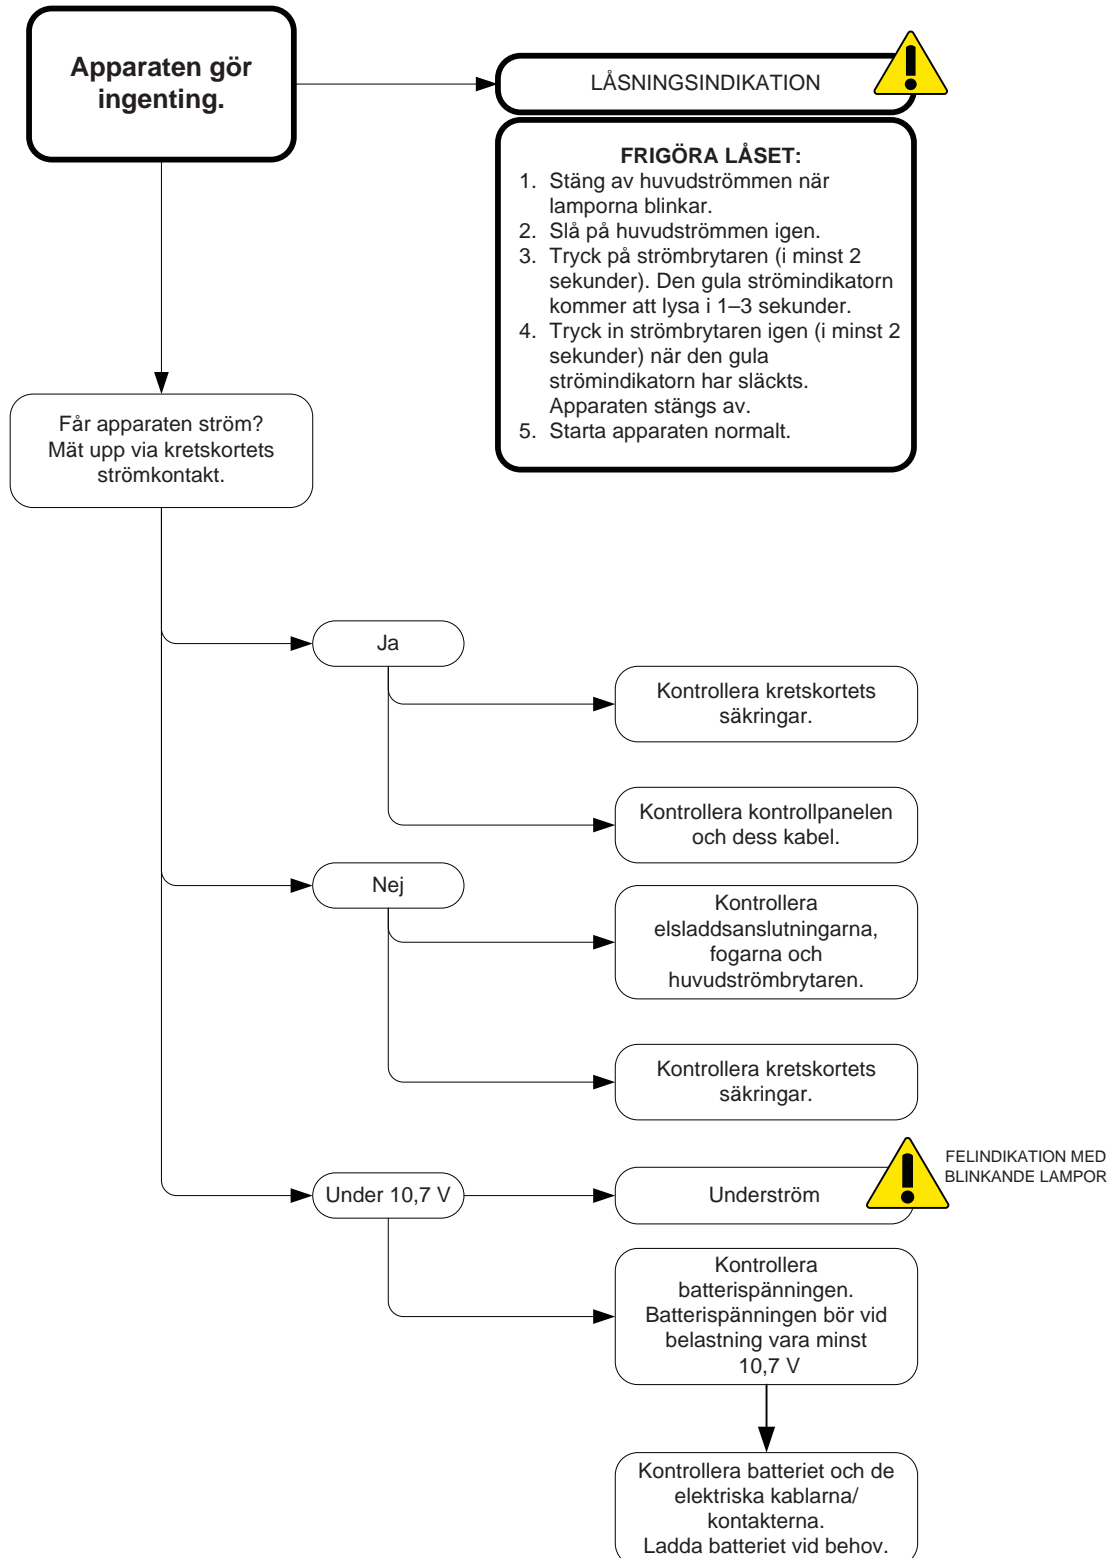 Apparaten gör
ingenting.
LÅSNINGSINDIKATION
FRIGÖRA LÅSET:
1. Stäng av huvudströmmen när
lamporna blinkar.
2. Slå på huvudströmmen igen.
3. Tryck på strömbrytaren (i minst 2
sekunder). Den gula strömindikatorn
kommer att lysa i 1–3 sekunder.
4. Tryck in strömbrytaren igen (i minst 2
sekunder) när den gula
strömindikatorn har släckts.
Apparaten stängs av.
5. Starta apparaten normalt.
Får apparaten ström?
Mät upp via kretskortets
strömkontakt.
Ja
Kontrollera kretskortets
säkringar.
Kontrollera kontrollpanelen
och dess kabel.
Nej
Kontrollera
elsladdsanslutningarna,
fogarna och
huvudströmbrytaren.
Kontrollera kretskortets
säkringar.
Under 10,7 V
Underström
FELINDIKATION MED
BLINKANDE LAMPOR
Kontrollera
batterispänningen.
Batterispänningen bör vid
belastning vara minst
10,7 V
Kontrollera batteriet och de
elektriska kablarna/
kontakterna.
Ladda batteriet vid behov.